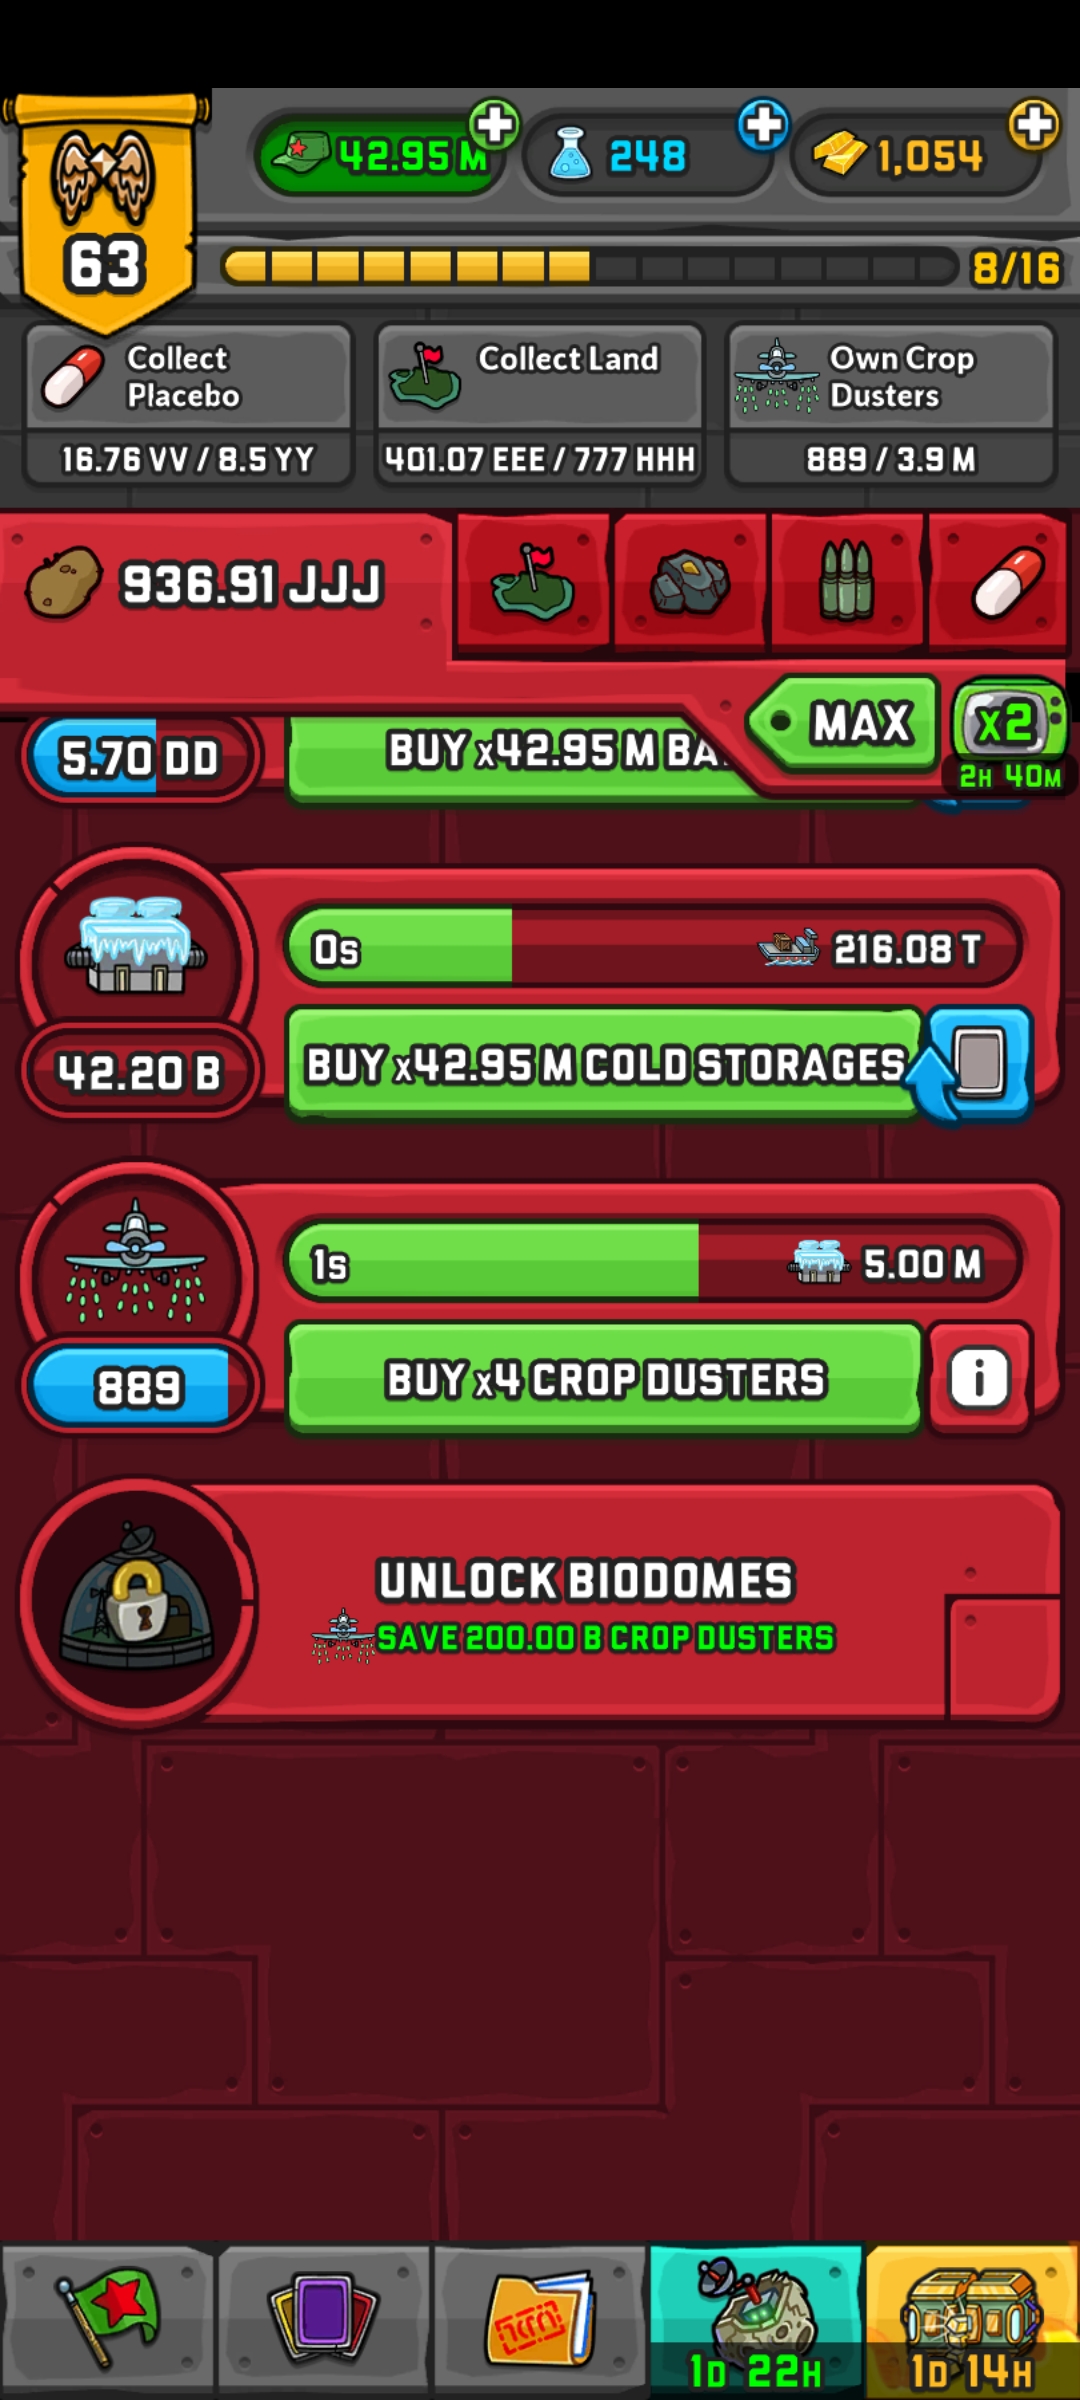 42.95 M
248
1,054
63
8/16
Collect
Placebo
16.76 VV / 8.5 YY
Collect Land
401.07 EEE / 777 HHH
Own Crop
Dusters
889 / 3.9 M
936.91 JJJ
MAX
x2
2H 40M
5.70 DD
BUY x42.95 M BA
0s
216.08 T
42.20 B
BUY x42.95 M COLD STORAGES
1s
5.00 M
889
BUY x4 CROP DUSTERS
i
UNLOCK BIODOMES
SAVE 200.00 B CROP DUSTERS
1D 22H
1D 14H